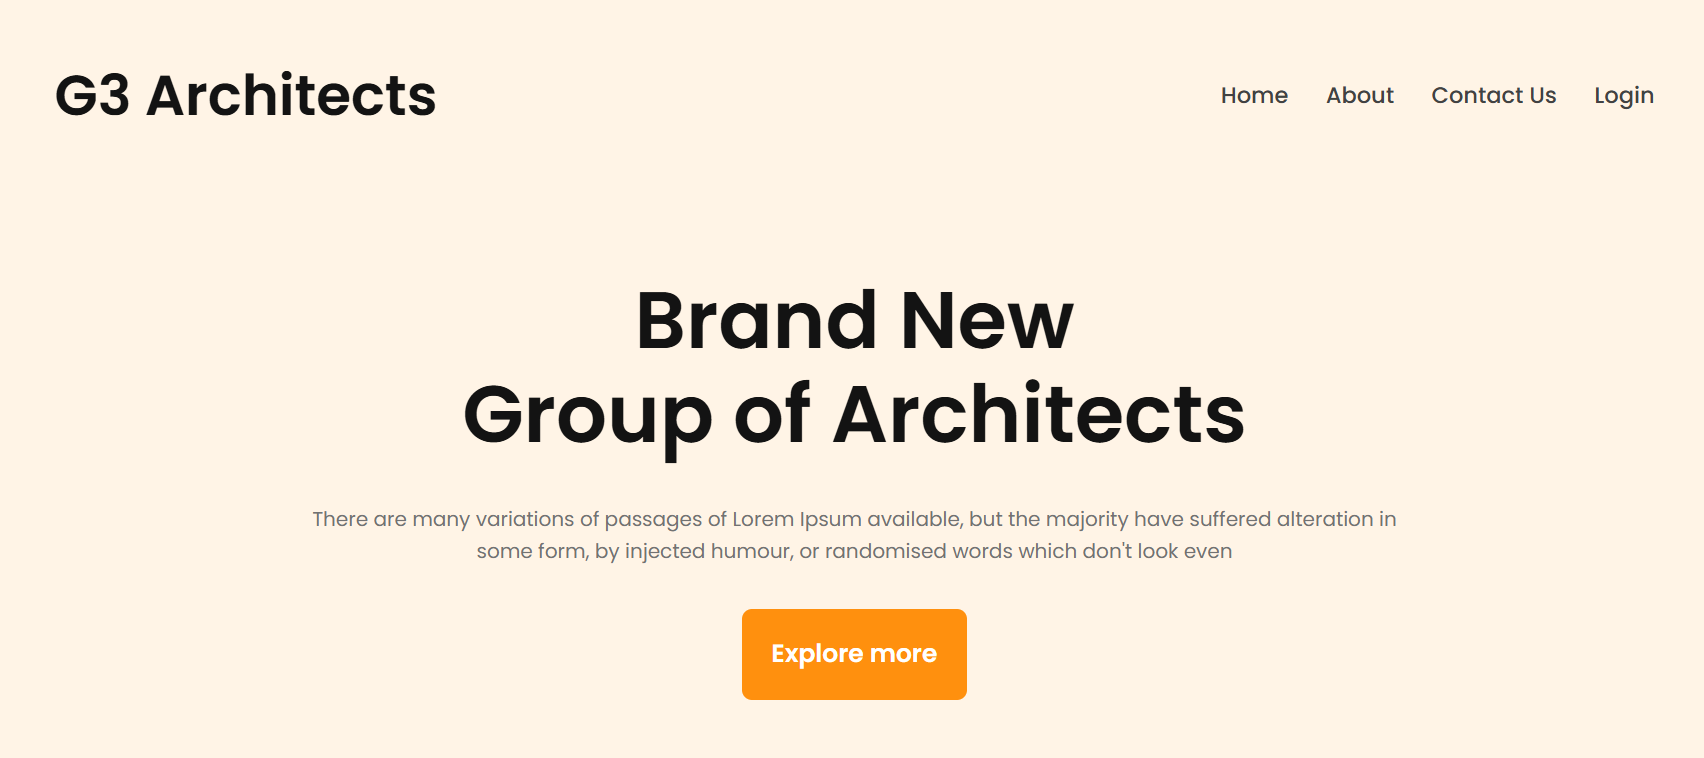 G3 Architects
Home About Contact Us Login
Brand New
Group of Architects
There are many variations of passages of Lorem Ipsum available, but the majority have suffered alteration in
some form, by injected humour, or randomised words which don't look even
Explore more